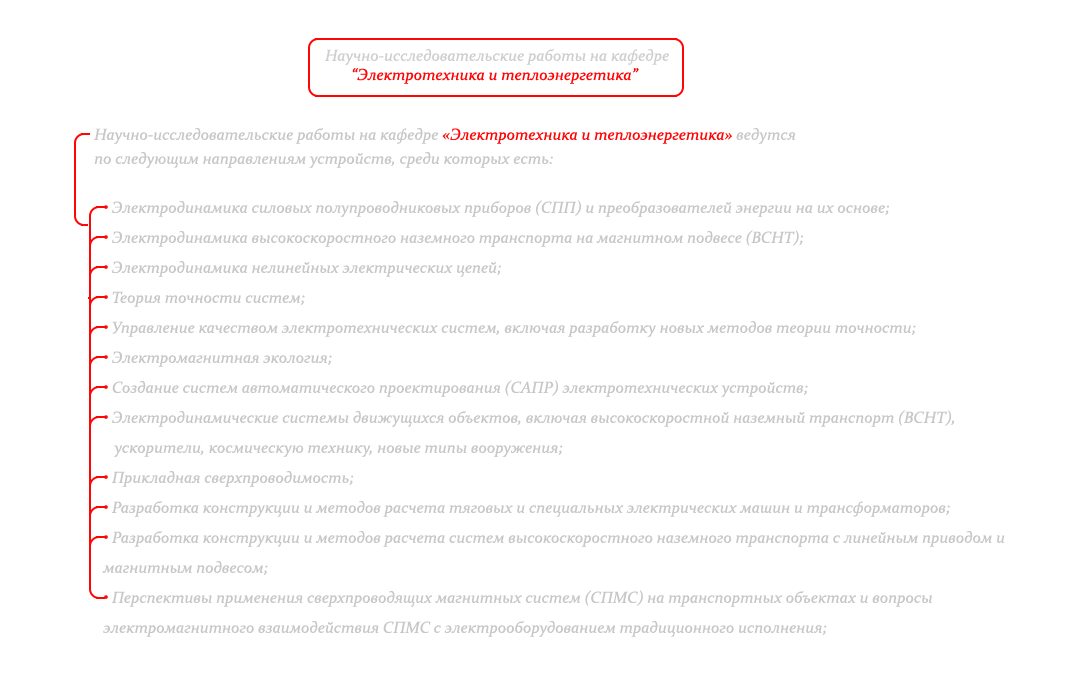 Научно-исследовательские работы на кафедре
“Электротехника и теплоэнергетика”
Научно-исследовательские работы на кафедре «Электротехника и теплоэнергетика» ведутся
по следующим направлениям устройств, среди которых есть:
Электродинамика силовых полупроводниковых приборов (СПП) и преобразователей энергии на их основе;
Электродинамика высокоскоростного наземного транспорта на магнитном подвесе (ВСНТ);
Электродинамика нелинейных электрических цепей;
Теория точности систем;
Управление качеством электротехнических систем, включая разработку новых методов теории точности;
Электромагнитная экология;
Создание систем автоматического проектирования (САПР) электротехнических устройств;
Электродинамические системы движущихся объектов, включая высокоскоростной наземный транспорт (ВСНТ),
ускорители, космическую технику, новые типы вооружения;
Прикладная сверхпроводимость;
Разработка конструкции и методов расчета тяговых и специальных электрических машин и трансформаторов;
Разработка конструкции и методов расчета систем высокоскоростного наземного транспорта с линейным приводом и
магнитным подвесом;
Перспективы применения сверхпроводящих магнитных систем (СПМС) на транспортных объектах и вопросы
электромагнитного взаимодействия СПМС с электрооборудованием традиционного исполнения;